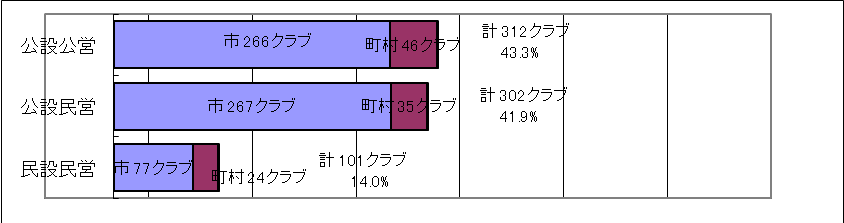 公設公営 市266クラブ 町村46クラブ 計312クラブ
43.3%
公設民営 市267クラブ 町村35クラブ 計302クラブ
41.9%
民設民営 市77クラブ 町村24クラブ 計101クラブ
14.0%